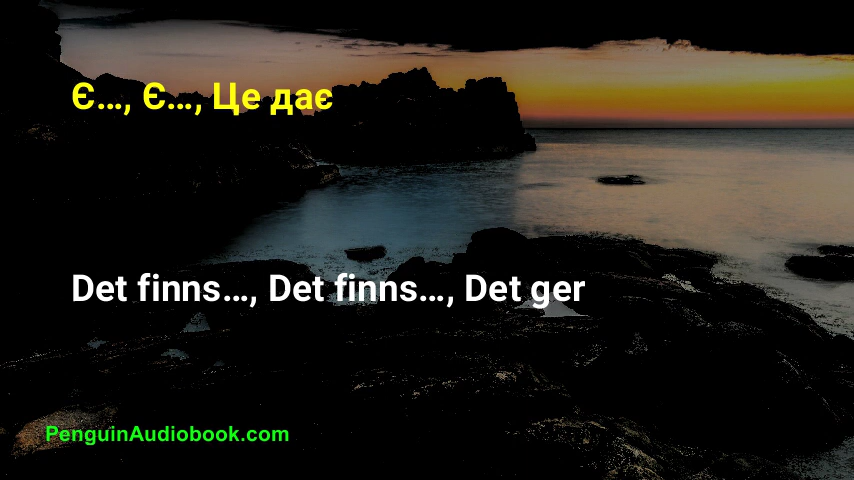 Є..., Є..., Це дає
Det finns..., Det finns..., Det ger
PenguinAudiobook.com